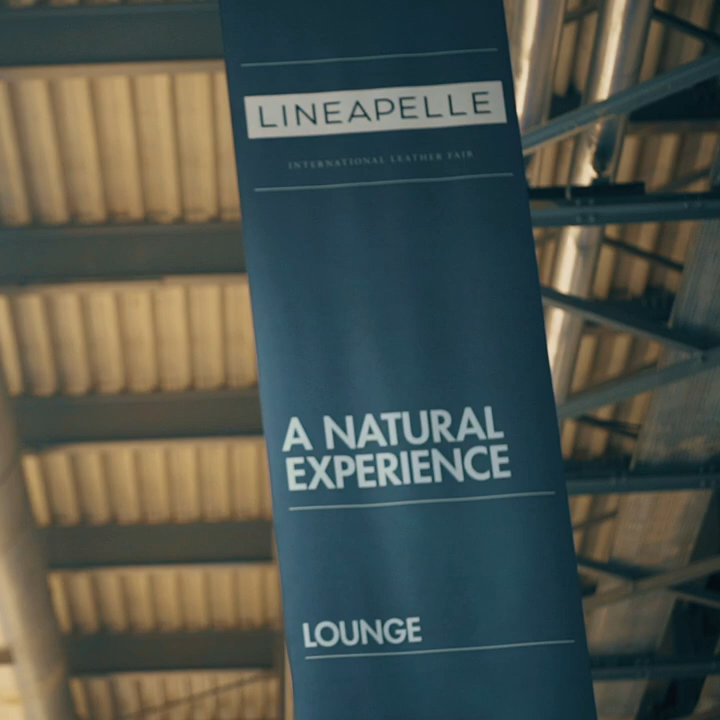 LINEAPELLE
INTERNATIONAL LEATHER FAIR
A NATURAL
EXPERIENCE
LOUNGE